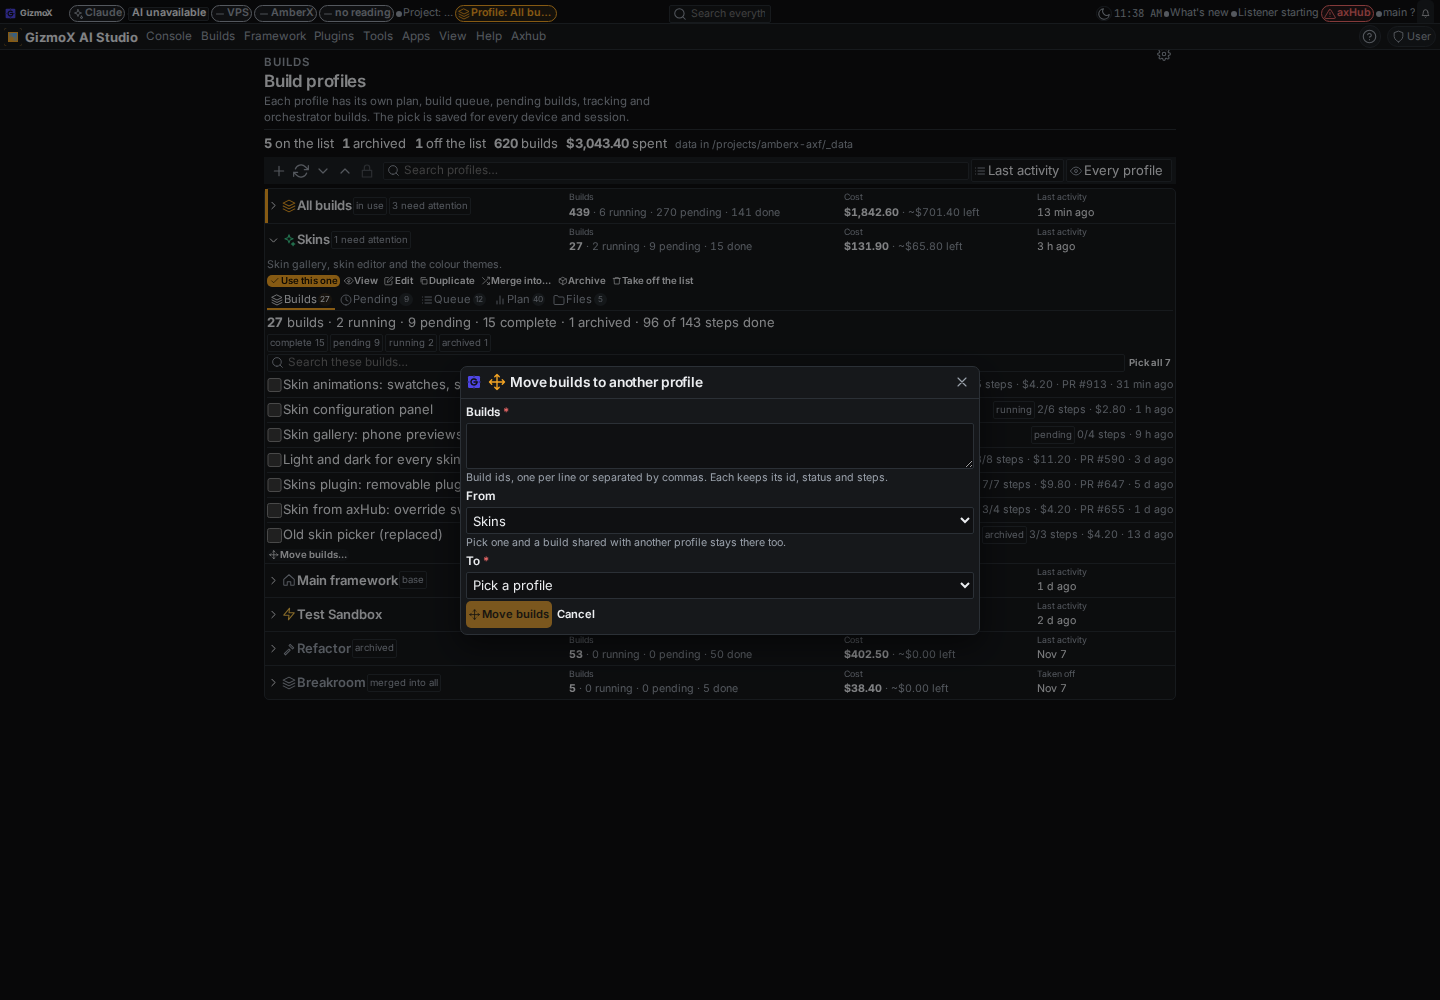 GizmoX Claude AI unavailable VPS AmberX no reading Project: ... Profile: All bu... Search everyth 11:38 AM What's new Listener starting axHub main ?
GizmoX AI Studio Console Builds Framework Plugins Tools Apps View Help Axhub User
BUILDS
Build profiles
Each profile has its own plan, build queue, pending builds, tracking and
orchestrator builds. The pick is saved for every device and session.
5 on the list 1 archived 1 off the list 620 builds $3,043.40 spent data in /projects/amberx-axf/_data
Search profiles... Last activity Every profile
Builds Cost Last activity
All builds in use 3 need attention 439 · 6 running · 270 pending · 141 done $1,842.60 · ~$701.40 left 13 min ago
Builds Cost Last activity
Skins 1 need attention 27 · 2 running · 9 pending · 15 done $131.90 · ~$65.80 left 3 h ago
Skin gallery, skin editor and the colour themes.
Use this one View Edit Duplicate Merge into... Archive Take off the list
Builds 27 Pending 9 Queue 12 Plan 40 Files 5
27 builds · 2 running · 9 pending · 15 complete · 1 archived · 96 of 143 steps done
complete 15 pending 9 running 2 archived 1
Search these builds... Pick all 7
Skin animations: swatches, s steps · $4.20 · PR #913 · 31 min ago
Skin configuration panel running 2/6 steps · $2.80 · 1 h ago
Skin gallery: phone previews pending 0/4 steps · 9 h ago
Light and dark for every skin /8 steps · $11.20 · PR #590 · 3 d ago
Skins plugin: removable plug 7/7 steps · $9.80 · PR #647 · 5 d ago
Skin from axHub: override sw 3/4 steps · $4.20 · PR #655 · 1 d ago
Old skin picker (replaced) archived 3/3 steps · $4.20 · 13 d ago
Move builds...
Move builds to another profile
Builds *
Build ids, one per line or separated by commas. Each keeps its id, status and steps.
From
Skins
Pick one and a build shared with another profile stays there too.
To *
Pick a profile
Move builds Cancel
Last activity
Main framework base 1 d ago
Last activity
Test Sandbox 2 d ago
Builds Cost Last activity
Refactor archived 53 · 0 running · 0 pending · 50 done $402.50 · ~$0.00 left Nov 7
Builds Cost Taken off
Breakroom merged into all 5 · 0 running · 0 pending · 5 done $38.40 · ~$0.00 left Nov 7